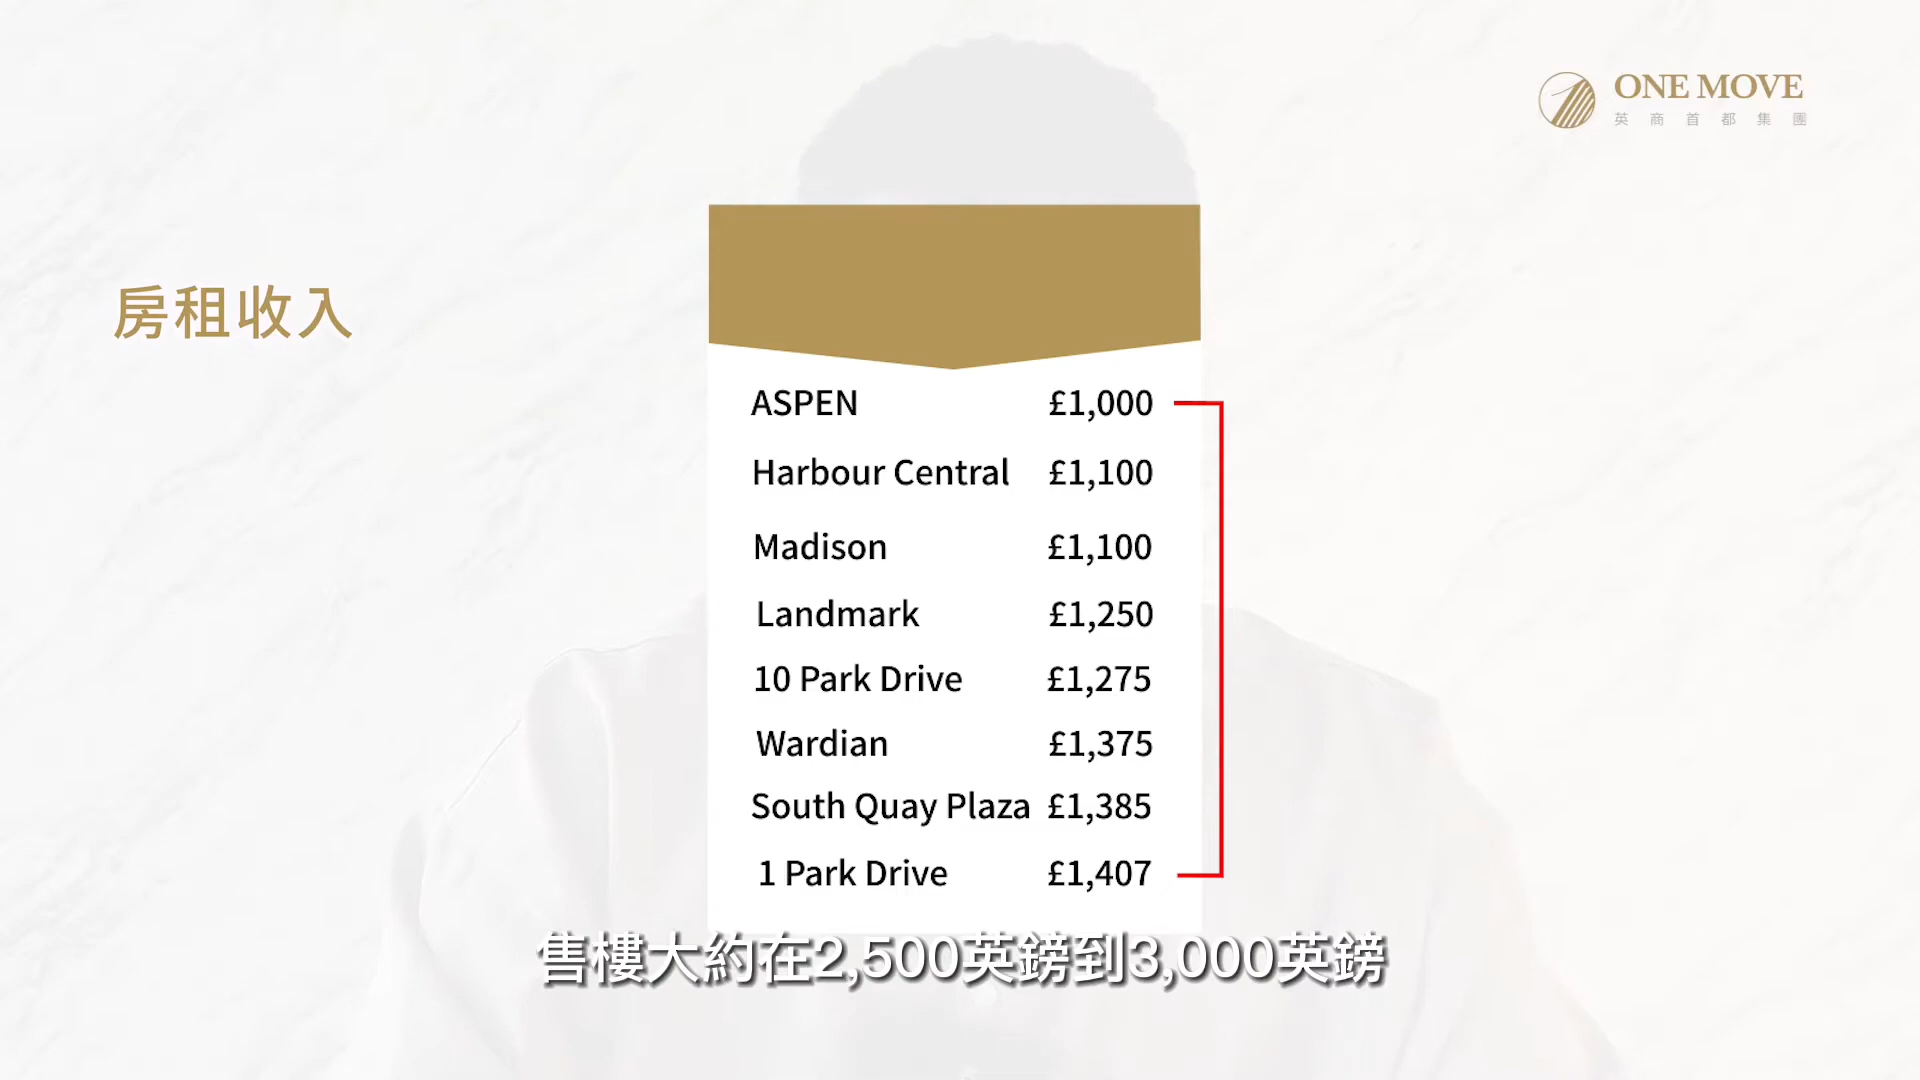 ONE MOVE
英商首都集團
房租收入
ASPEN £1,000
Harbour Central £1,100
Madison £1,100
Landmark £1,250
10 Park Drive £1,275
Wardian £1,375
South Quay Plaza £1,385
1 Park Drive £1,407
售樓大約在2,500英鎊到3,000英鎊